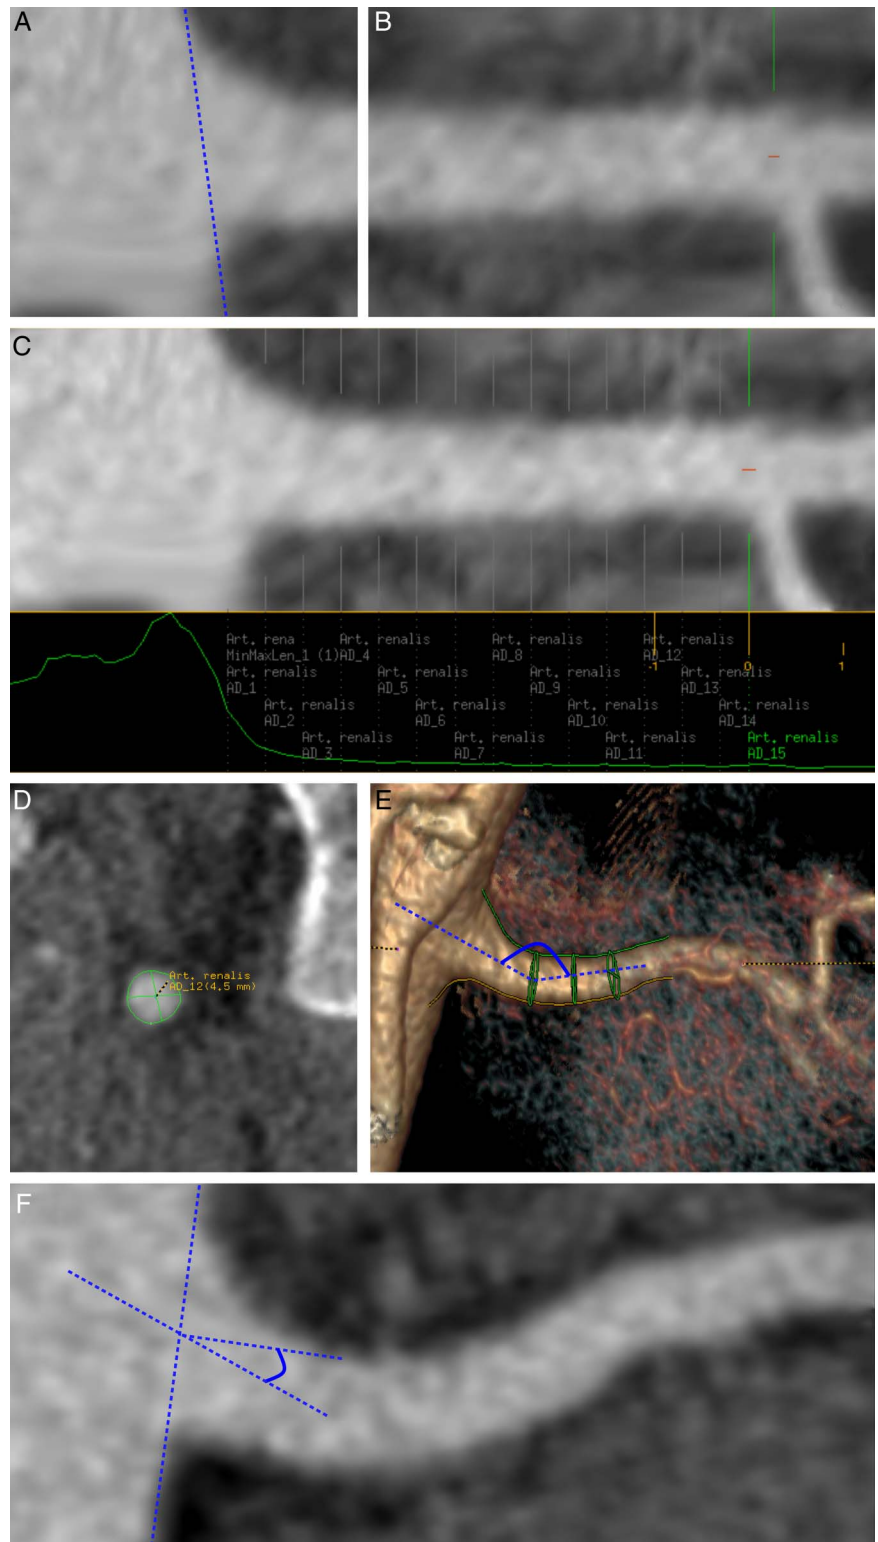 A
B
C
Art. rena
Art. renalis
Art. renalis
Art. renalis
MinMaxLen_1 (1)AD_4
AD_8
AD_12
-1
0
1
Art. renalis
Art. renalis
Art. renalis
Art. renalis
AD_1
AD_5
AD_9
AD_13
Art. renalis
Art. renalis
Art. renalis
Art. renalis
AD_2
AD_6
AD_10
AD_14
Art. renalis
Art. renalis
Art. renalis
Art. renalis
AD_3
AD_7
AD_11
AD_15
D
E
Art. renalis
AD_12(4.5 mm)
F